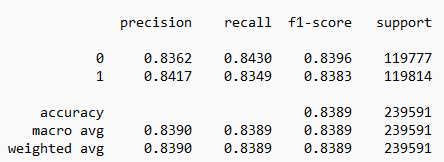 precision recall f1-score support
0 0.8362 0.8430 0.8396 119777
1 0.8417 0.8349 0.8383 119814
accuracy 0.8389 239591
macro avg 0.8390 0.8389 0.8389 239591
weighted avg 0.8390 0.8389 0.8389 239591